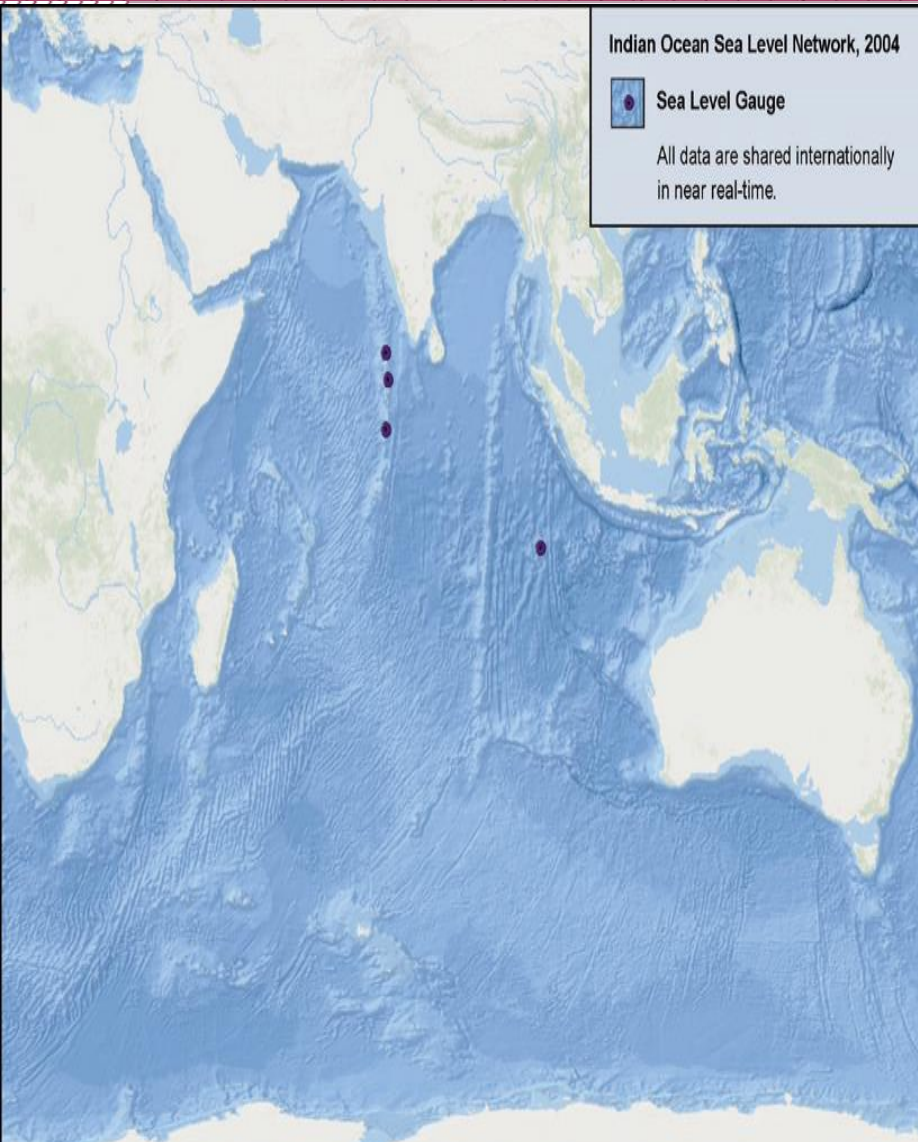 Indian Ocean Sea Level Network, 2004
Sea Level Gauge
All data are shared internationally
in near real-time.